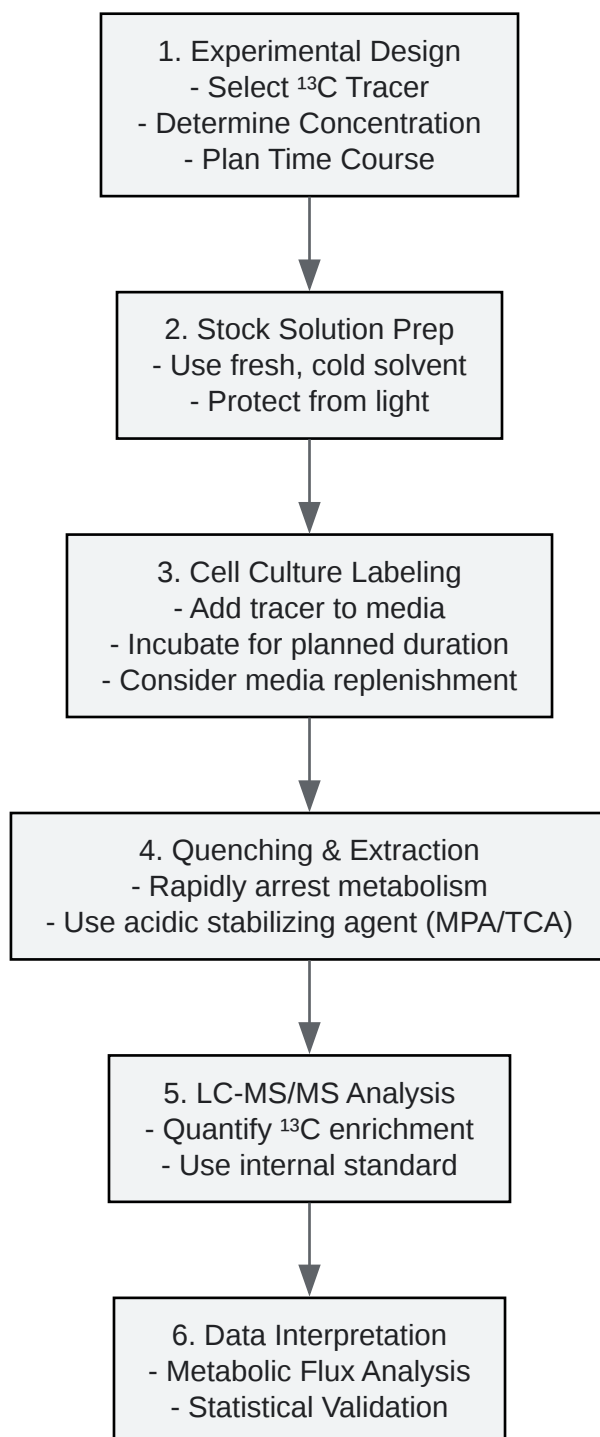 1. Experimental Design
- Select ¹³C Tracer
- Determine Concentration
- Plan Time Course
2. Stock Solution Prep
- Use fresh, cold solvent
- Protect from light
3. Cell Culture Labeling
- Add tracer to media
- Incubate for planned duration
- Consider media replenishment
4. Quenching & Extraction
- Rapidly arrest metabolism
- Use acidic stabilizing agent (MPA/TCA)
5. LC-MS/MS Analysis
- Quantify ¹³C enrichment
- Use internal standard
6. Data Interpretation
- Metabolic Flux Analysis
- Statistical Validation